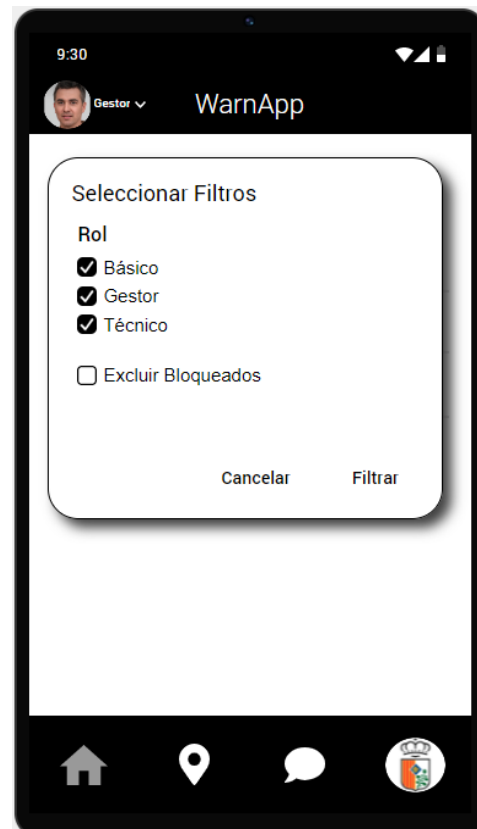 9:30
Gestor
WarnApp
Seleccionar Filtros
Rol
Básico
Gestor
Técnico
Excluir Bloqueados
Cancelar
Filtrar